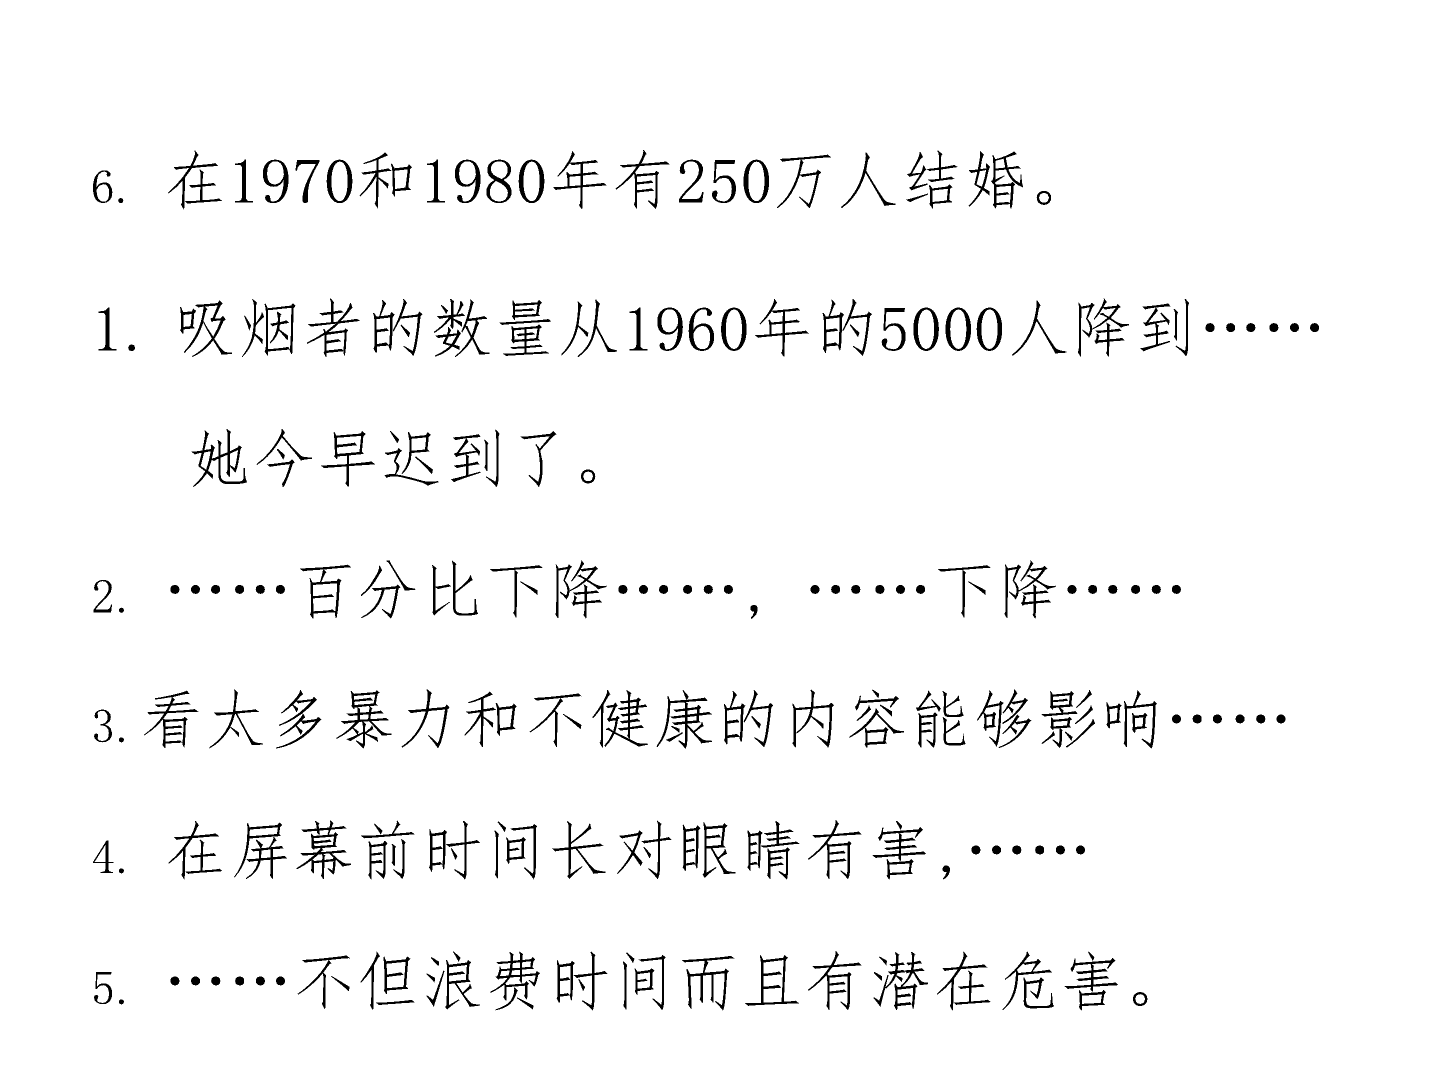 6. 在1970和1980年有250万人结婚。
1. 吸烟者的数量从1960年的5000人降到……
她今早迟到了。
2. ……百分比下降……，……下降……
3.看太多暴力和不健康的内容能够影响……
4. 在屏幕前时间长对眼睛有害,……
5. ……不但浪费时间而且有潜在危害。